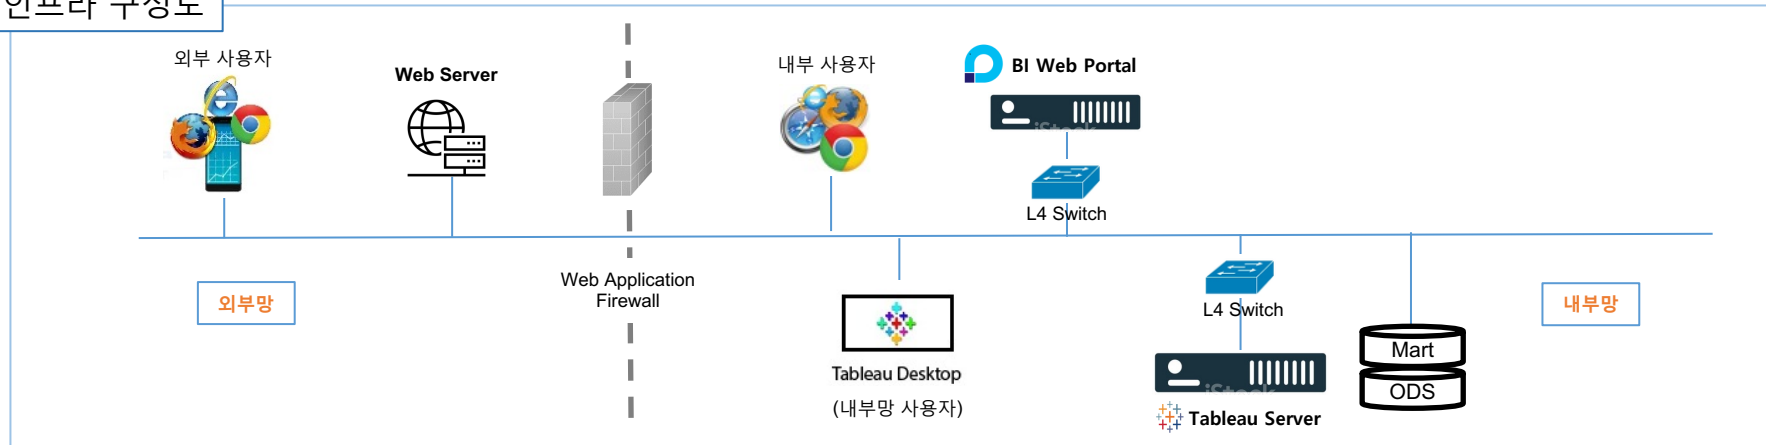 인프라 구성도
외부 사용자
Web Server
내부 사용자
BI Web Portal
iStock
L4 Switch
Web Application
Firewall
외부망
Tableau Desktop
(내부망 사용자)
L4 Switch
iStock
Tableau Server
Mart
ODS
내부망